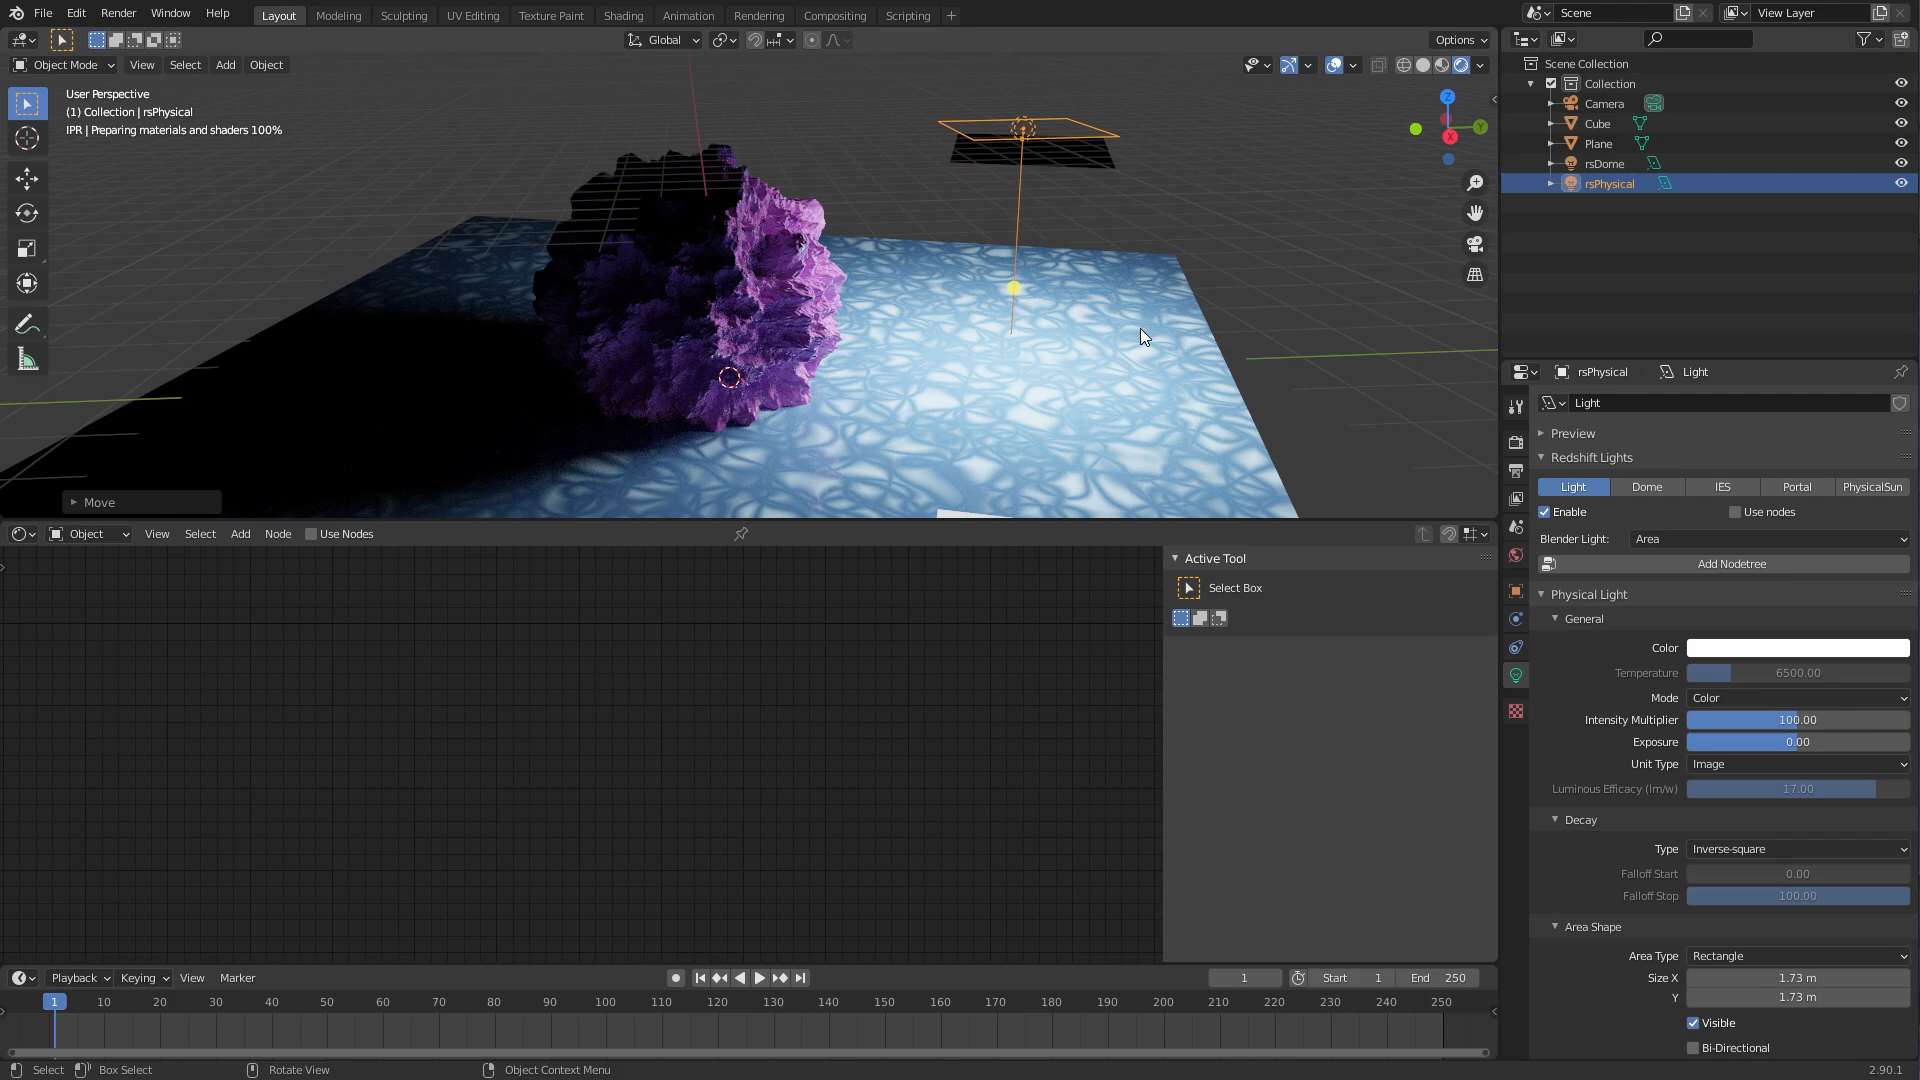 File Edit Render Window Help Layout Modeling Sculpting UV Editing Texture Paint Shading Animation Rendering Compositing Scripting + Scene View Layer
Global Options
Object Mode View Select Add Object
User Perspective
(1) Collection | rsPhysical
IPR | Preparing materials and shaders 100%
Z
Y
X
Move
Scene Collection
Collection
Camera
Cube
Plane
rsDome
rsPhysical
rsPhysical Light
Light
Preview
Redshift Lights
Light Dome IES Portal PhysicalSun
Enable Use nodes
Blender Light: Area
Add Nodetree
Physical Light
General
Color
Temperature 6500.00
Mode Color
Intensity Multiplier 100.00
Exposure 0.00
Unit Type Image
Luminous Efficacy (lm/w) 17.00
Decay
Type Inverse-square
Falloff Start 0.00
Falloff Stop 100.00
Area Shape
Area Type Rectangle
Size X 1.73 m
Y 1.73 m
Visible
Bi-Directional
Object View Select Add Node Use Nodes
Active Tool
Select Box
Playback Keying View Marker 1 Start 1 End 250
1 10 20 30 40 50 60 70 80 90 100 110 120 130 140 150 160 170 180 190 200 210 220 230 240 250
Select Box Select Rotate View Object Context Menu 2.90.1